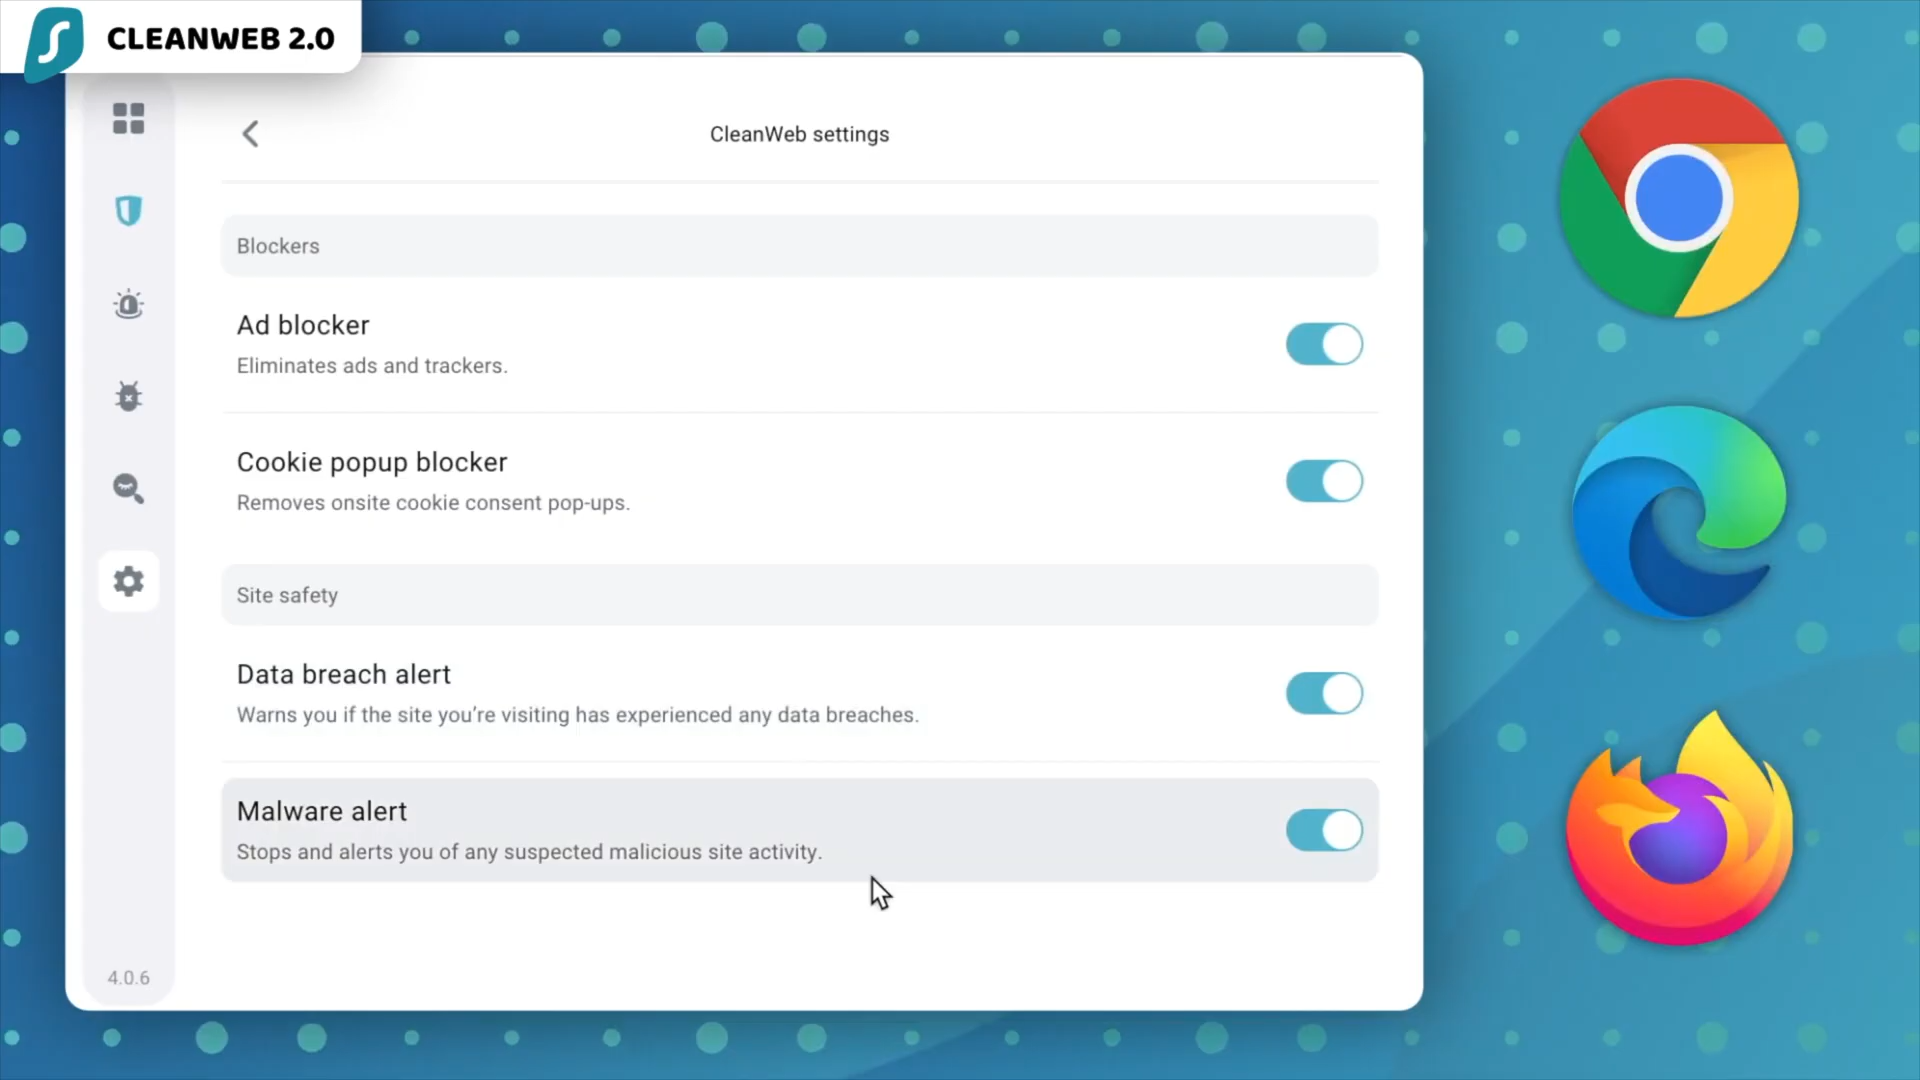 CLEANWEB 2.0
CleanWeb settings
Blockers
Ad blocker
Eliminates ads and trackers.
Cookie popup blocker
Removes onsite cookie consent pop-ups.
Site safety
Data breach alert
Warns you if the site you’re visiting has experienced any data breaches.
Malware alert
Stops and alerts you of any suspected malicious site activity.
4.0.6